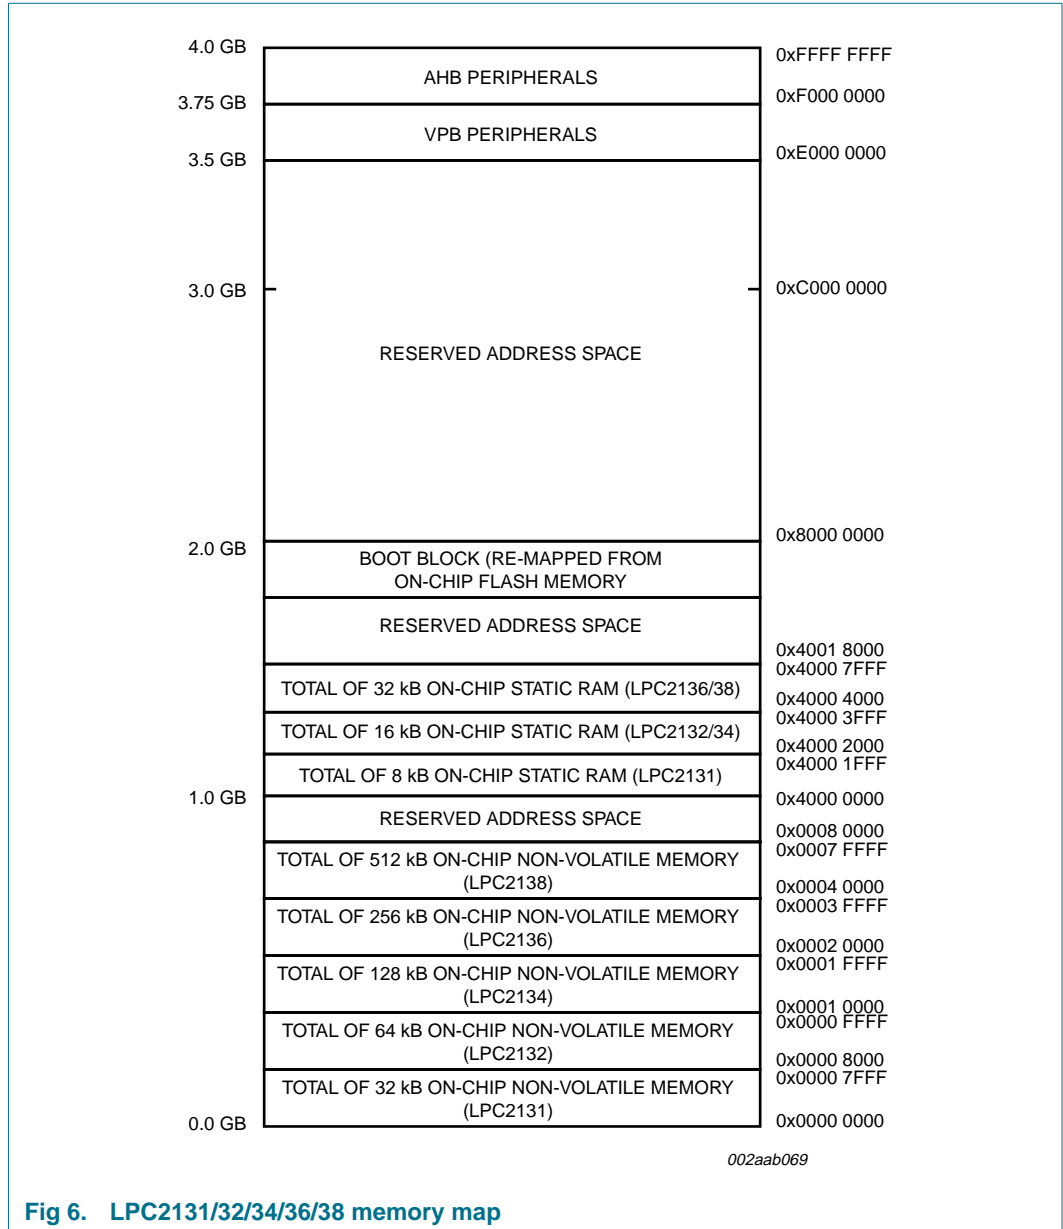 4.0 GB
0xFFFF FFFF
AHB PERIPHERALS
3.75 GB
0xF000 0000
VPB PERIPHERALS
3.5 GB
0xE000 0000
3.0 GB
0xC000 0000
RESERVED ADDRESS SPACE
0x8000 0000
2.0 GB
BOOT BLOCK (RE-MAPPED FROM
ON-CHIP FLASH MEMORY
RESERVED ADDRESS SPACE
0x4001 8000
0x4000 7FFF
TOTAL OF 32 kB ON-CHIP STATIC RAM (LPC2136/38)
0x4000 4000
0x4000 3FFF
TOTAL OF 16 kB ON-CHIP STATIC RAM (LPC2132/34)
0x4000 2000
0x4000 1FFF
TOTAL OF 8 kB ON-CHIP STATIC RAM (LPC2131)
1.0 GB
0x4000 0000
RESERVED ADDRESS SPACE
0x0008 0000
0x0007 FFFF
TOTAL OF 512 kB ON-CHIP NON-VOLATILE MEMORY
(LPC2138)
0x0004 0000
0x0003 FFFF
TOTAL OF 256 kB ON-CHIP NON-VOLATILE MEMORY
(LPC2136)
0x0002 0000
0x0001 FFFF
TOTAL OF 128 kB ON-CHIP NON-VOLATILE MEMORY
(LPC2134)
0x0001 0000
0x0000 FFFF
TOTAL OF 64 kB ON-CHIP NON-VOLATILE MEMORY
(LPC2132)
0x0000 8000
0x0000 7FFF
TOTAL OF 32 kB ON-CHIP NON-VOLATILE MEMORY
(LPC2131)
0.0 GB
0x0000 0000
002aab069
Fig 6. LPC2131/32/34/36/38 memory map